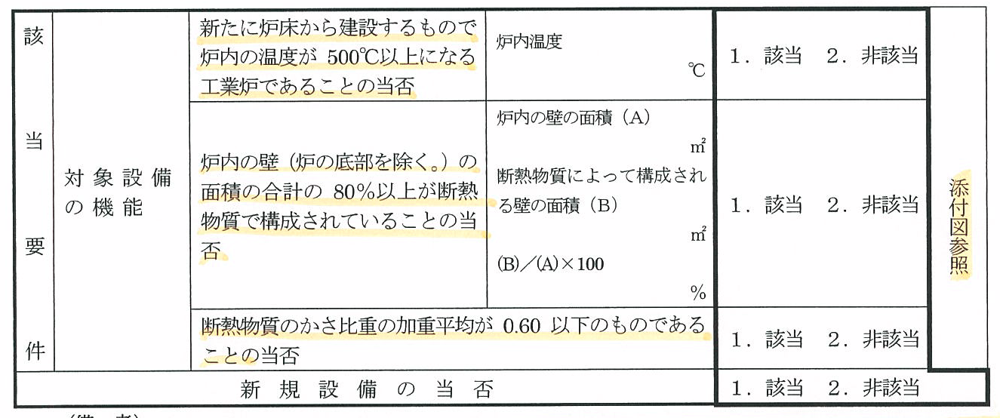 該当要件
対象設備
の機能
新たに炉床から建設するもので
炉内の温度が 500℃以上になる
工業炉であることの当否
炉内温度
℃
1. 該当 2. 非該当
炉内の壁（炉の底部を除く。）の
面積の合計の 80%以上が断熱
物質で構成されていることの当
否
炉内の壁の面積（A）
㎡
断熱物質によって構成され
る壁の面積（B）
㎡
(B)／(A)×100
%
1. 該当 2. 非該当
断熱物質のかさ比重の加重平均が 0.60 以下のものである
ことの当否
1. 該当 2. 非該当
添付図参照
新規設備の当否
1. 該当 2. 非該当